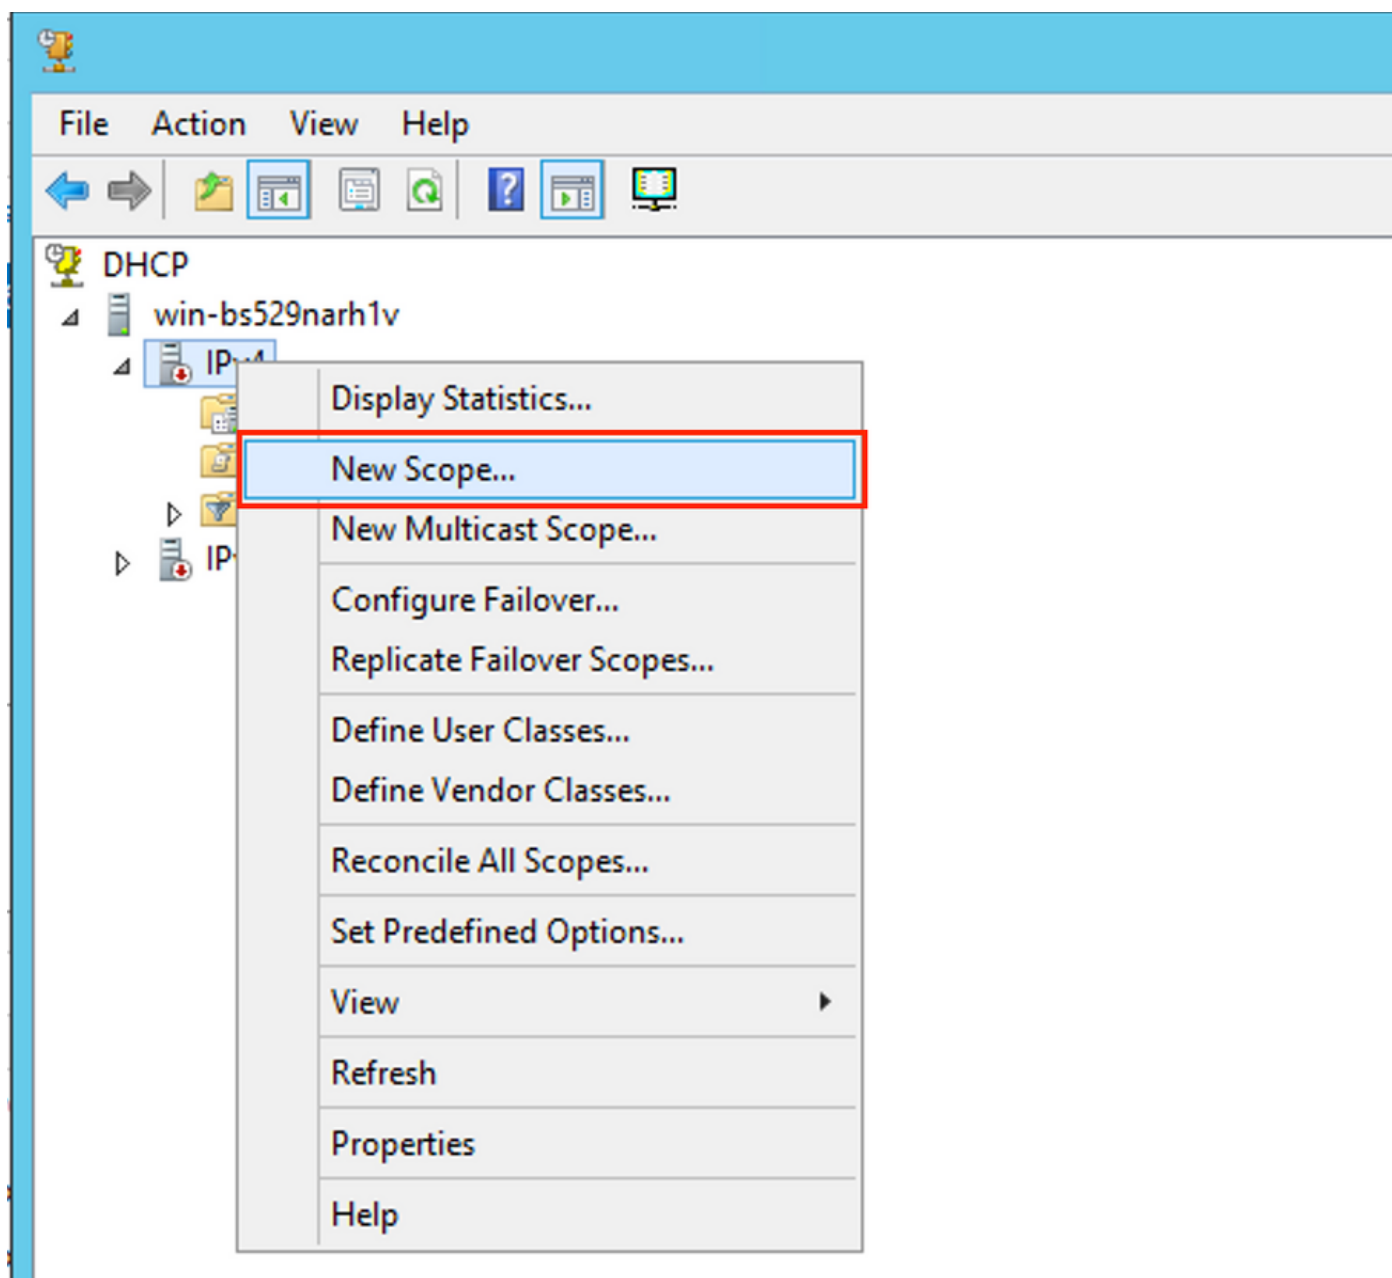 File Action View Help
DHCP
win-bs529narh1v
IPv4
Display Statistics...
New Scope...
New Multicast Scope...
Configure Failover...
Replicate Failover Scopes...
Define User Classes...
Define Vendor Classes...
Reconcile All Scopes...
Set Predefined Options...
View
Refresh
Properties
Help